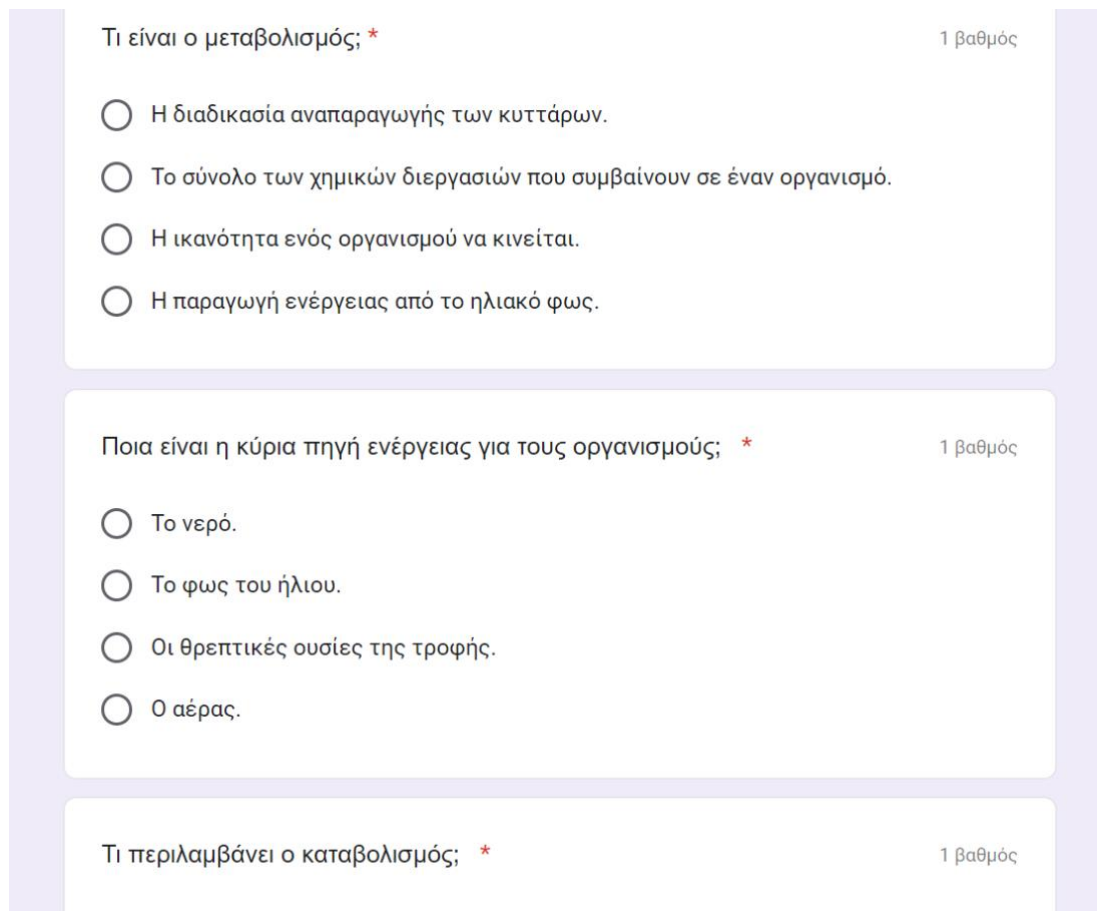 Τι είναι ο μεταβολισμός; * 1 βαθμός
Η διαδικασία αναπαραγωγής των κυττάρων.
Το σύνολο των χημικών διεργασιών που συμβαίνουν σε έναν οργανισμό.
Η ικανότητα ενός οργανισμού να κινείται.
Η παραγωγή ενέργειας από το ηλιακό φως.
Ποια είναι η κύρια πηγή ενέργειας για τους οργανισμούς; * 1 βαθμός
Το νερό.
Το φως του ήλιου.
Οι θρεπτικές ουσίες της τροφής.
Ο αέρας.
Τι περιλαμβάνει ο καταβολισμός; * 1 βαθμός